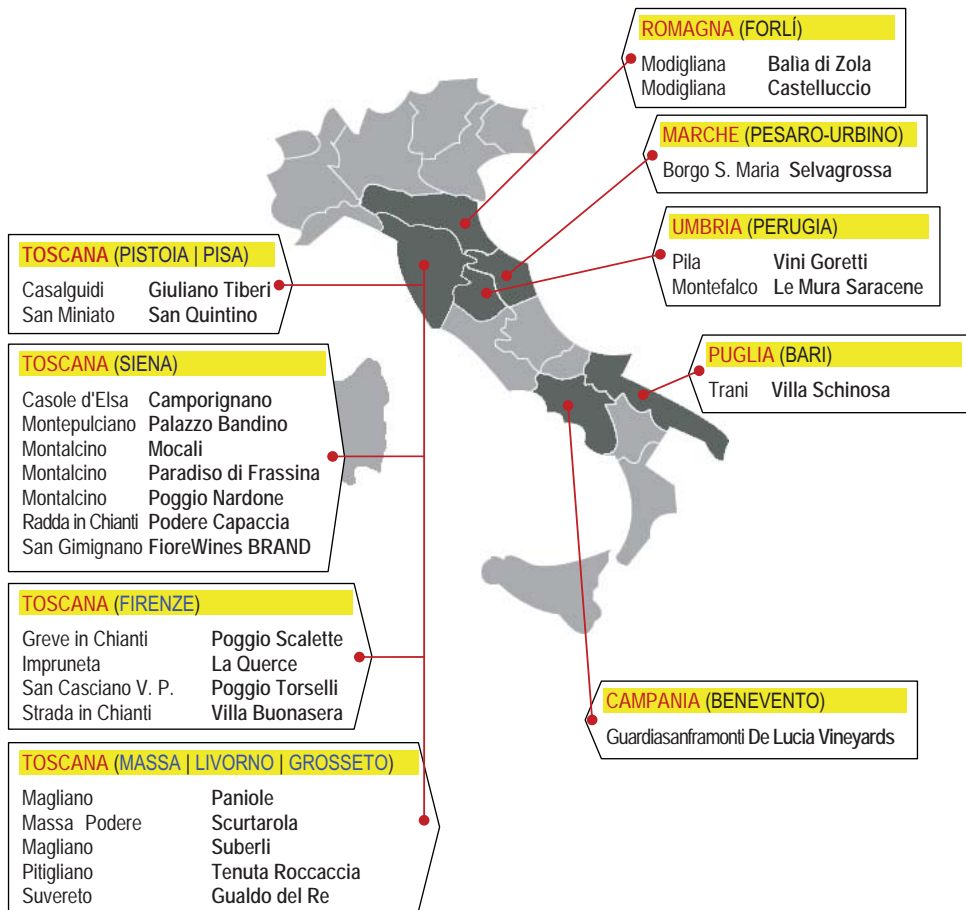 ROMAGNA (FORLÍ)
Modigliana Balìa di Zola
Modigliana Castelluccio
MARCHE (PESARO-URBINO)
Borgo S. Maria Selvagrossa
UMBRIA (PERUGIA)
Pila Vini Goretti
Montefalco Le Mura Saracene
PUGLIA (BARI)
Trani Villa Schinosa
CAMPANIA (BENEVENTO)
Guardiasanframonti De Lucia Vineyards
TOSCANA (PISTOIA | PISA)
Casalguidi Giuliano Tiberi
San Miniato San Quintino
TOSCANA (SIENA)
Casole d'Elsa Camporignano
Montepulciano Palazzo Bandino
Montalcino Mocali
Montalcino Paradiso di Frassina
Montalcino Poggio Nardone
Radda in Chianti Podere Capaccia
San Gimignano FioreWines BRAND
TOSCANA (FIRENZE)
Greve in Chianti Poggio Scalette
Impruneta La Querce
San Casciano V. P. Poggio Torselli
Strada in Chianti Villa Buonasera
TOSCANA (MASSA | LIVORNO | GROSSETO)
Magliano Paniole
Massa Podere Scurtarola
Magliano Suberli
Pitigliano Tenuta Roccaccia
Suvereto Gualdo del Re